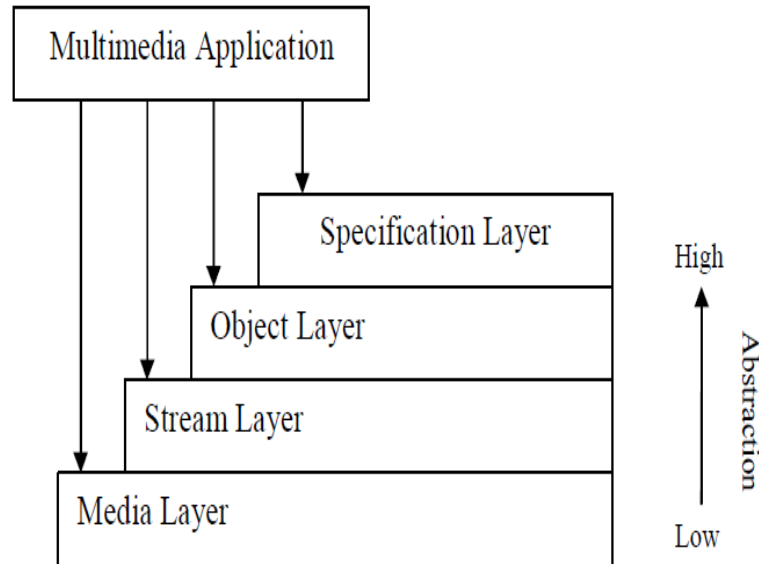 Multimedia Application
Specification Layer
High
Object Layer
Abstraction
Stream Layer
Media Layer
Low